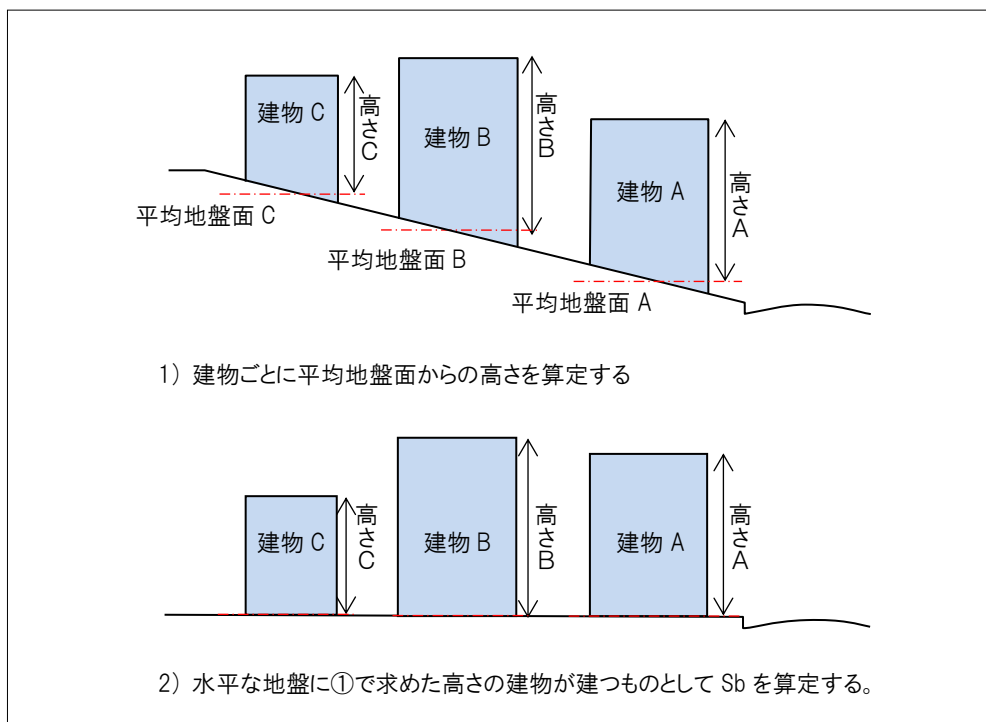 建物 C
高さC
建物 B
高さB
建物 A
高さA
平均地盤面 C
平均地盤面 B
平均地盤面 A
1) 建物ごとに平均地盤面からの高さを算定する
建物 C
高さC
建物 B
高さB
建物 A
高さA
2) 水平な地盤に①で求めた高さの建物が建つものとして Sb を算定する。